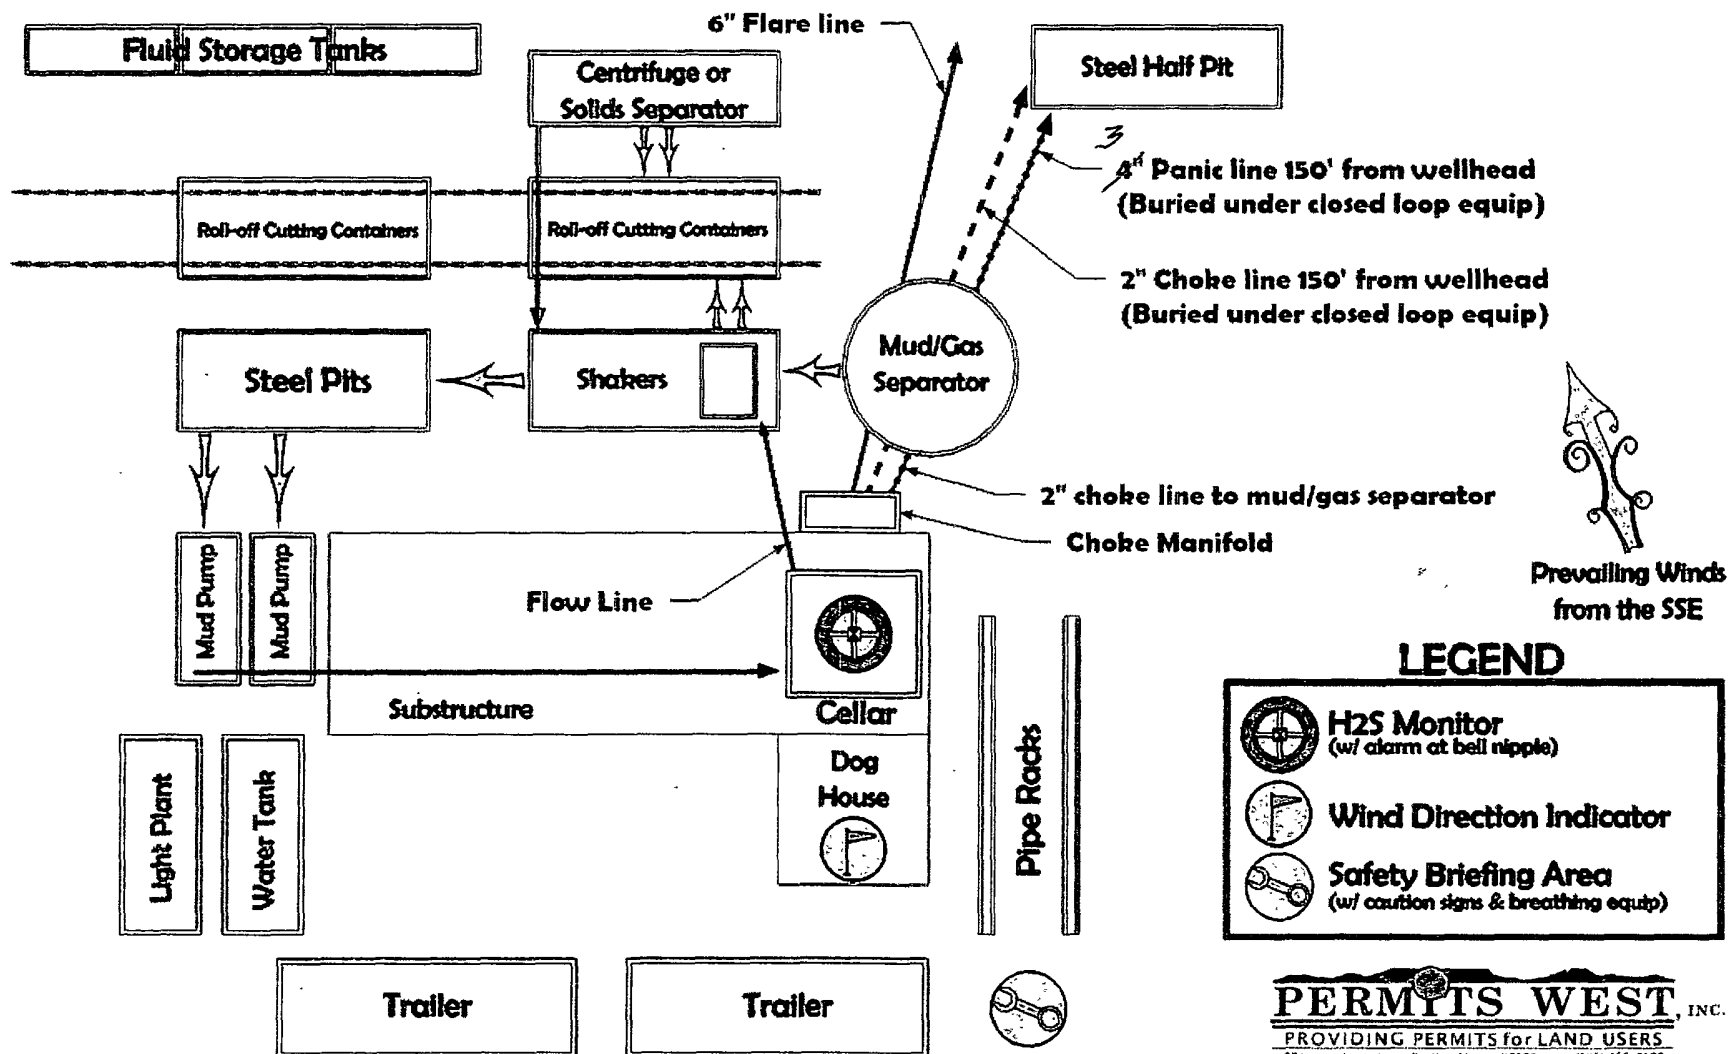 6" Flare line
Fluid Storage Tanks
Centrifuge or
Solids Separator
Steel Half Pit
3
4" Panic line 150' from wellhead
(Buried under closed loop equip)
Roll-off Cutting Containers
Roll-off Cutting Containers
2" Choke line 150' from wellhead
(Buried under closed loop equip)
Mud/Gas
Separator
Steel Pits
Shakers
2" choke line to mud/gas separator
Choke Manifold
Mud Pump
Mud Pump
Flow Line
Prevailing Winds
from the SSE
Substructure
Cellar
LEGEND
H2S Monitor
(w/ alarm at bell nipple)
Dog
House
Pipe Racks
Light Plant
Water Tank
Wind Direction Indicator
Safety Briefing Area
(w/ caution signs & breathing equip)
Trailer
Trailer
PERMITS WEST, INC.
PROVIDING PERMITS for LAND USERS